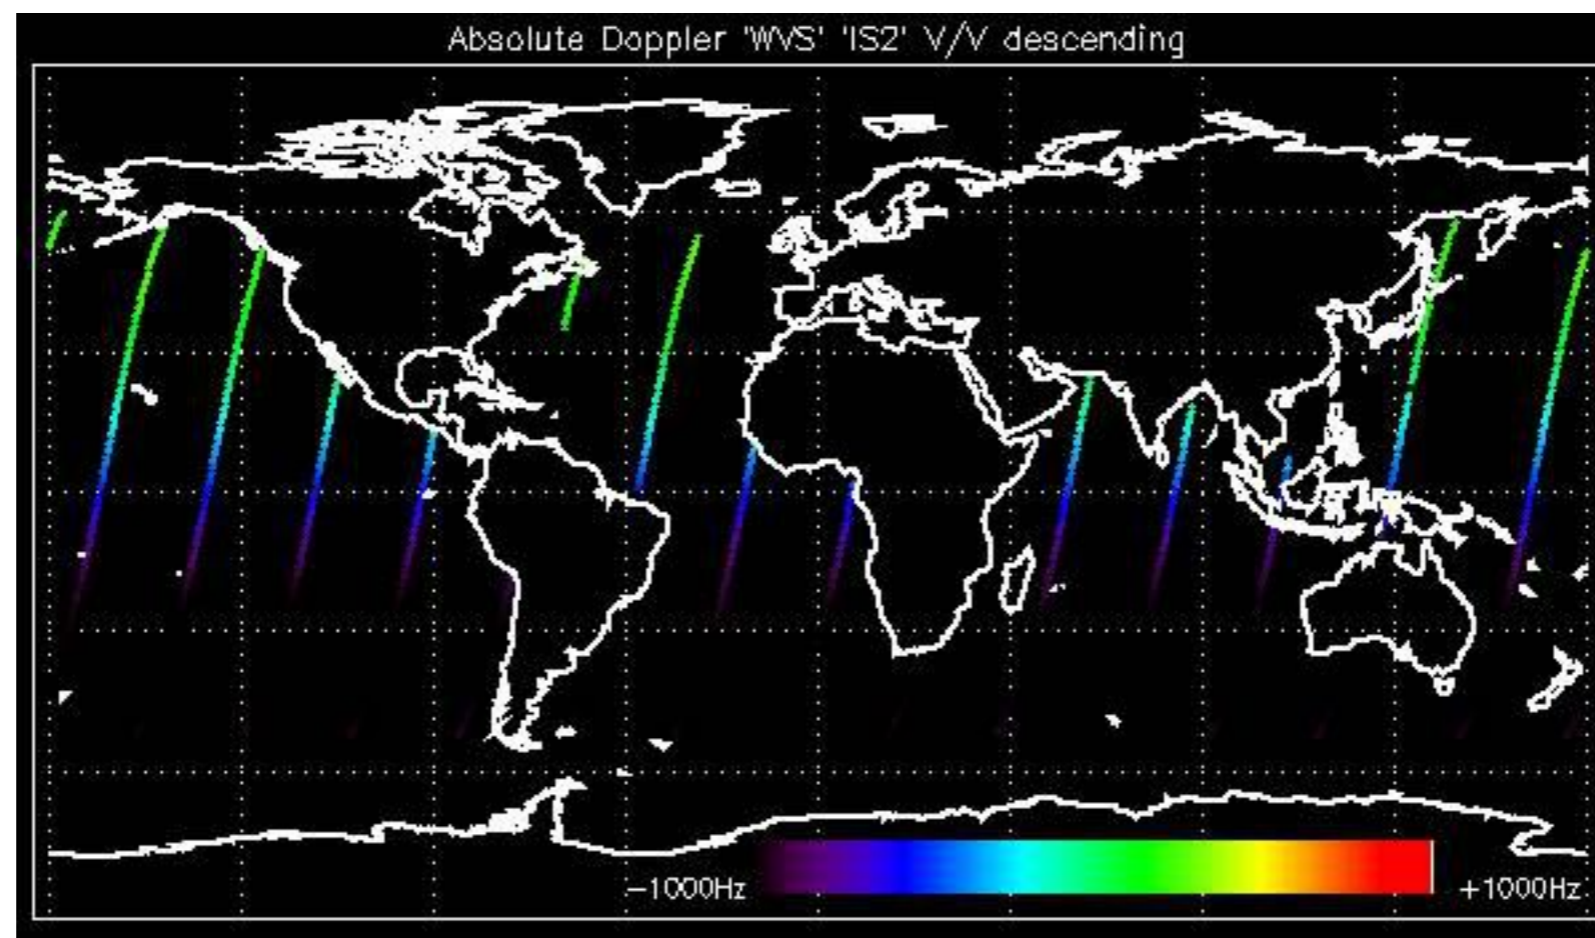 Absolute Doppler 'WVS' 'IS2' V/V descending
−1000Hz
+1000Hz